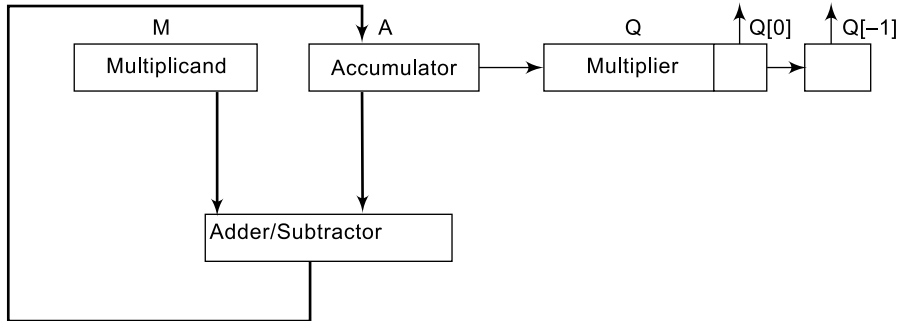 M
A
Q
Q[0]
Q[–1]
Multiplicand
Accumulator
Multiplier
Adder/Subtractor